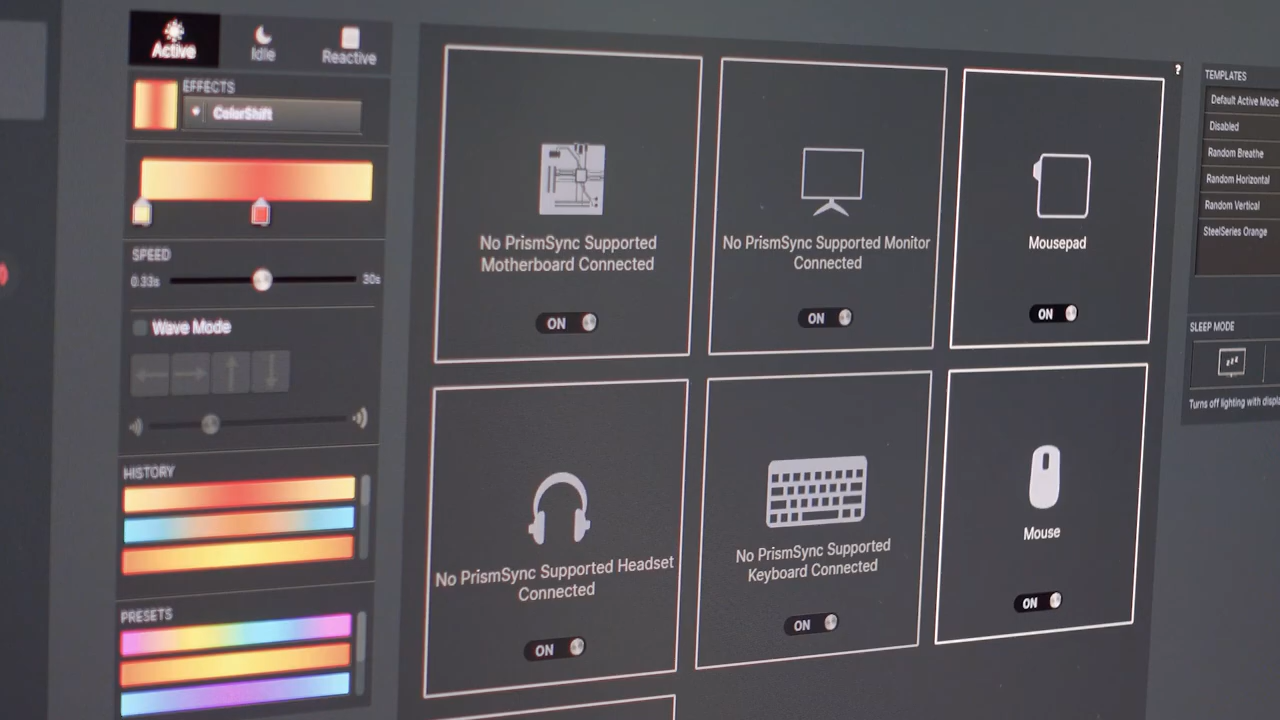 Active
Idle
Reactive
EFFECTS
ColorShift
SPEED
0.33s
30s
Wave Mode
HISTORY
PRESETS
No PrismSync Supported
Motherboard Connected
ON
No PrismSync Supported Monitor
Connected
ON
Mousepad
ON
No PrismSync Supported Headset
Connected
ON
No PrismSync Supported
Keyboard Connected
ON
Mouse
ON
?
TEMPLATES
Default Active Mode
Disabled
Random Breathe
Random Horizontal
Random Vertical
SteelSeries Orange
SLEEP MODE
zzz
Turns off lighting with displ